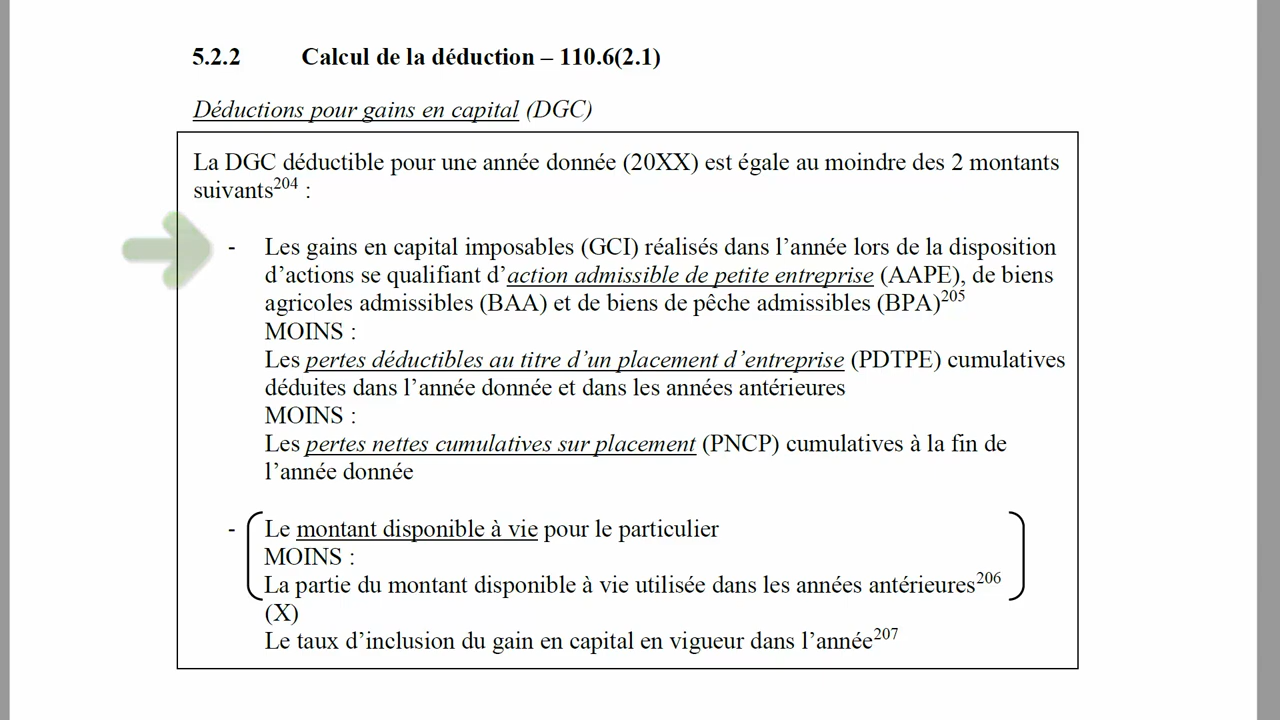 5.2.2 Calcul de la déduction – 110.6(2.1)
Déductions pour gains en capital (DGC)
La DGC déductible pour une année donnée (20XX) est égale au moindre des 2 montants
suivants204 :
- Les gains en capital imposables (GCI) réalisés dans l’année lors de la disposition
d’actions se qualifiant d’action admissible de petite entreprise (AAPE), de biens
agricoles admissibles (BAA) et de biens de pêche admissibles (BPA)205
MOINS :
Les pertes déductibles au titre d’un placement d’entreprise (PDTPE) cumulatives
déduites dans l’année donnée et dans les années antérieures
MOINS :
Les pertes nettes cumulatives sur placement (PNCP) cumulatives à la fin de
l’année donnée
- Le montant disponible à vie pour le particulier
MOINS :
La partie du montant disponible à vie utilisée dans les années antérieures206
(X)
Le taux d’inclusion du gain en capital en vigueur dans l’année207